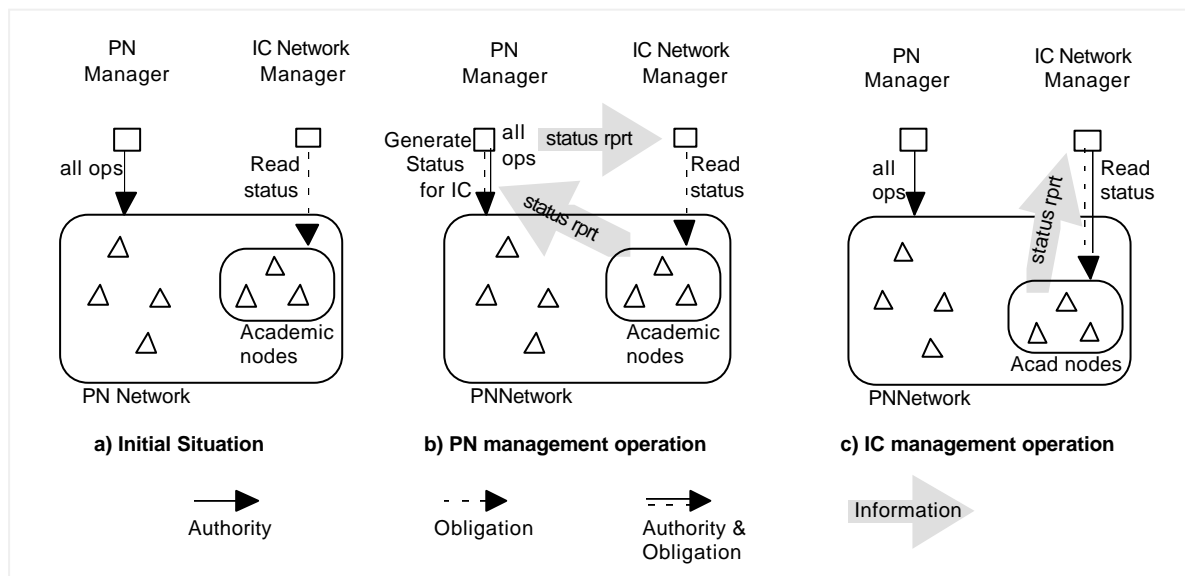 PN
Manager
IC Network
Manager
all ops
Read
status
Academic
nodes
PN Network
a) Initial Situation
PN
Manager
IC Network
Manager
Generate
Status
for IC
all
ops
status rprt
Read
status
status rprt
Academic
nodes
PNNetwork
b) PN management operation
PN
Manager
IC Network
Manager
all
ops
Read
status
status rprt
Acad nodes
PNNetwork
c) IC management operation
Authority
Obligation
Authority &
Obligation
Information